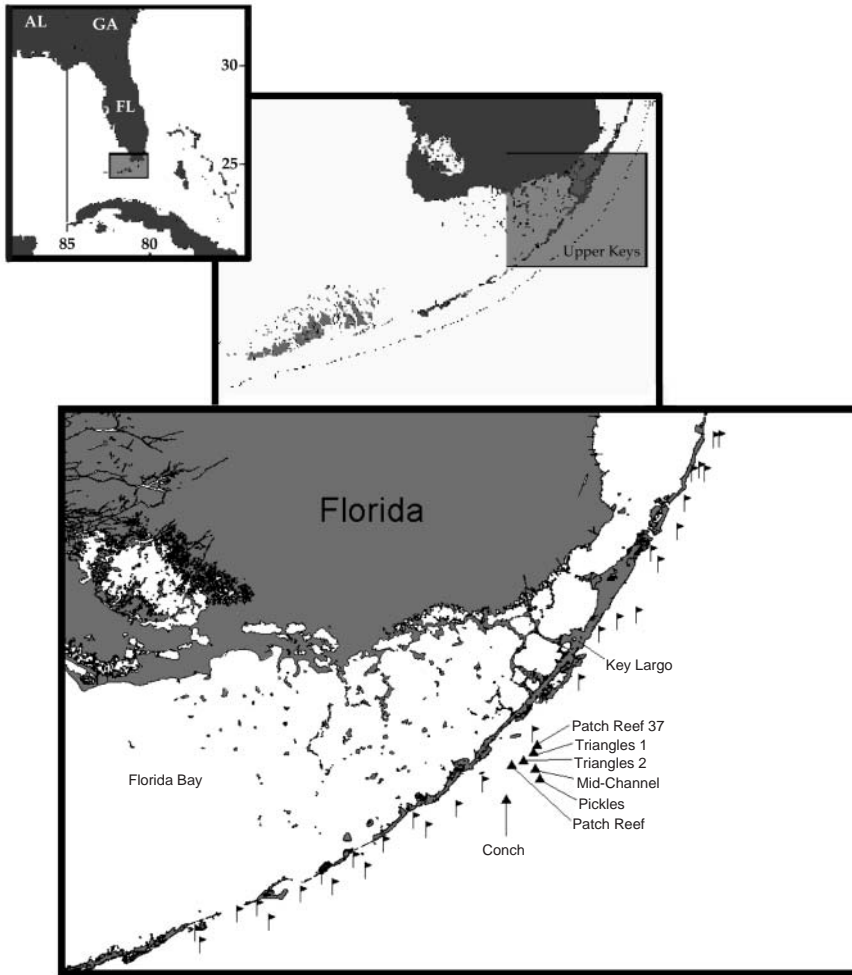 AL
GA
30
FL
25
85
80
Upper Keys
Florida
Key Largo
Patch Reef 37
Triangles 1
Triangles 2
Florida Bay
Mid-Channel
Pickles
Patch Reef
Conch